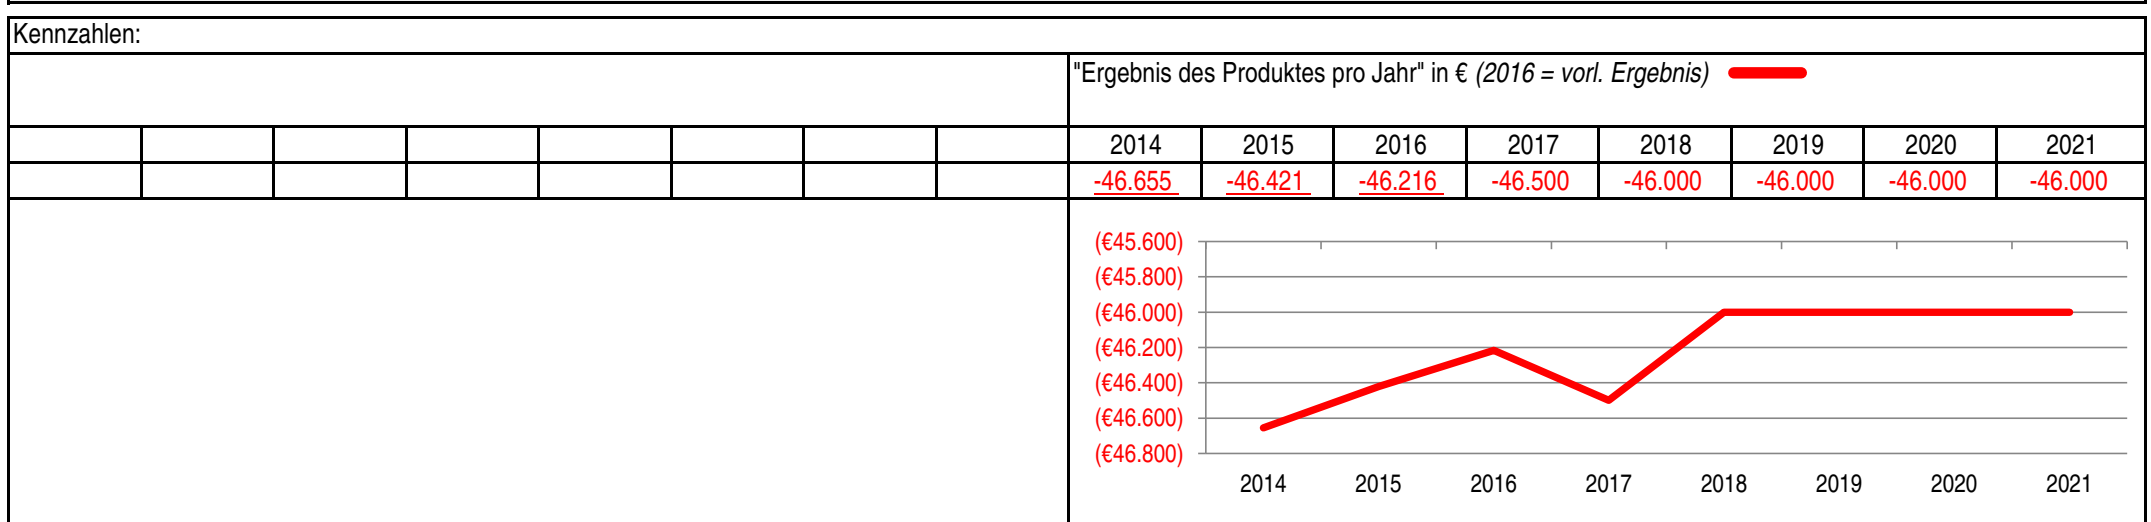 Kennzahlen:
"Ergebnis des Produktes pro Jahr" in € (2016 = vorl. Ergebnis)
2014 2015 2016 2017 2018 2019 2020 2021
-46.655 -46.421 -46.216 -46.500 -46.000 -46.000 -46.000 -46.000
(€45.600)
(€45.800)
(€46.000)
(€46.200)
(€46.400)
(€46.600)
(€46.800)
2014 2015 2016 2017 2018 2019 2020 2021